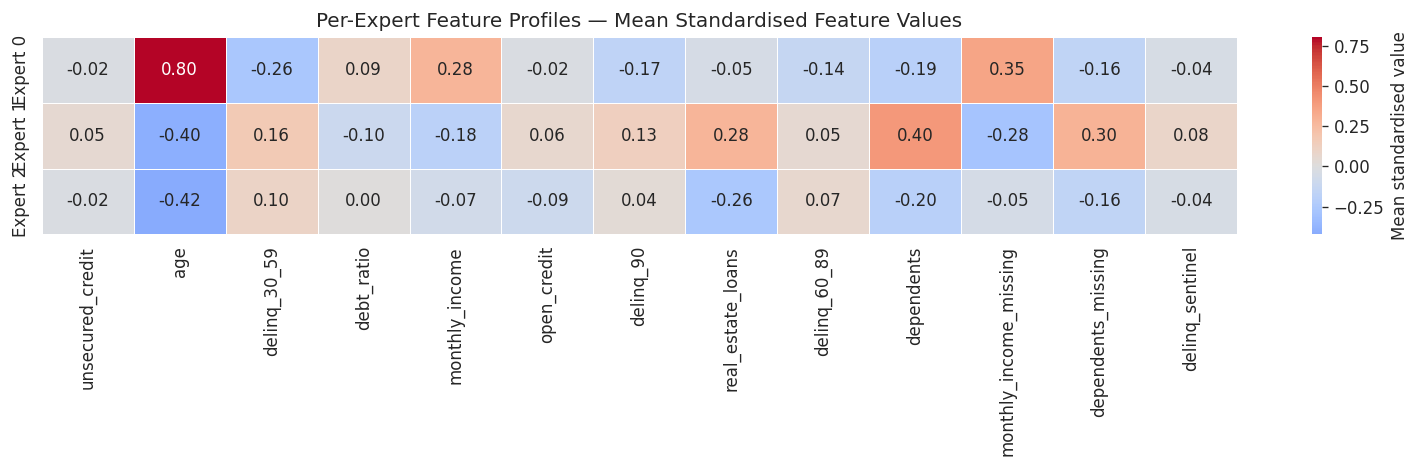 Per-Expert Feature Profiles — Mean Standardised Feature Values
Expert 0
-0.02 0.80 -0.26 0.09 0.28 -0.02 -0.17 -0.05 -0.14 -0.19 0.35 -0.16 -0.04
Expert 1
0.05 -0.40 0.16 -0.10 -0.18 0.06 0.13 0.28 0.05 0.40 -0.28 0.30 0.08
Expert 2
-0.02 -0.42 0.10 0.00 -0.07 -0.09 0.04 -0.26 0.07 -0.20 -0.05 -0.16 -0.04
unsecured_credit
age
delinq_30_59
debt_ratio
monthly_income
open_credit
delinq_90
real_estate_loans
delinq_60_89
dependents
monthly_income_missing
dependents_missing
delinq_sentinel
0.75
0.50
0.25
0.00
−0.25
Mean standardised value